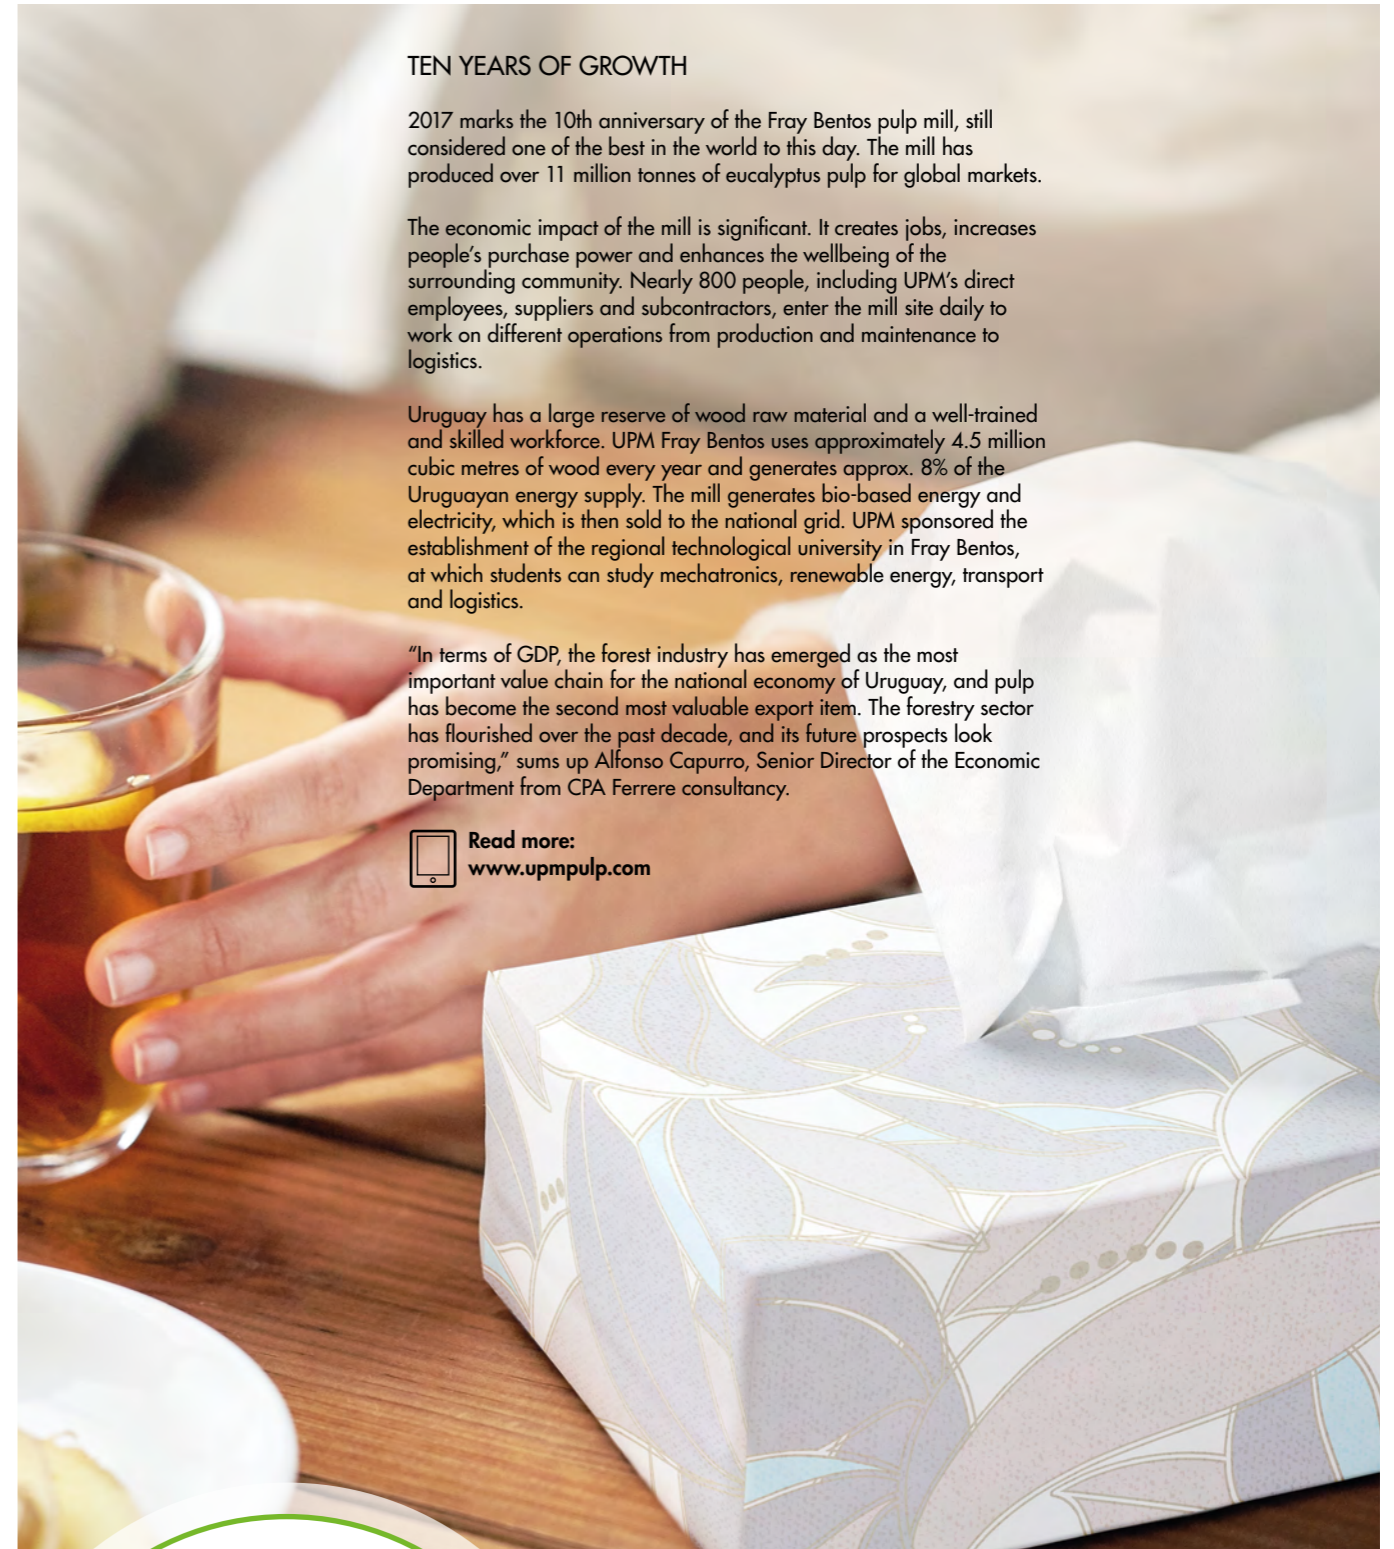 TEN YEARS OF GROWTH
2017 marks the 10th anniversary of the Fray Bentos pulp mill, still
considered one of the best in the world to this day. The mill has
produced over 11 million tonnes of eucalyptus pulp for global markets.
The economic impact of the mill is significant. It creates jobs, increases
people’s purchase power and enhances the wellbeing of the
surrounding community. Nearly 800 people, including UPM’s direct
employees, suppliers and subcontractors, enter the mill site daily to
work on different operations from production and maintenance to
logistics.
Uruguay has a large reserve of wood raw material and a well-trained
and skilled workforce. UPM Fray Bentos uses approximately 4.5 million
cubic metres of wood every year and generates approx. 8% of the
Uruguayan energy supply. The mill generates bio-based energy and
electricity, which is then sold to the national grid. UPM sponsored the
establishment of the regional technological university in Fray Bentos,
at which students can study mechatronics, renewable energy, transport
and logistics.
“In terms of GDP, the forest industry has emerged as the most
important value chain for the national economy of Uruguay, and pulp
has become the second most valuable export item. The forestry sector
has flourished over the past decade, and its future prospects look
promising,” sums up Alfonso Capurro, Senior Director of the Economic
Department from CPA Ferrere consultancy.
Read more:
www.upmpulp.com